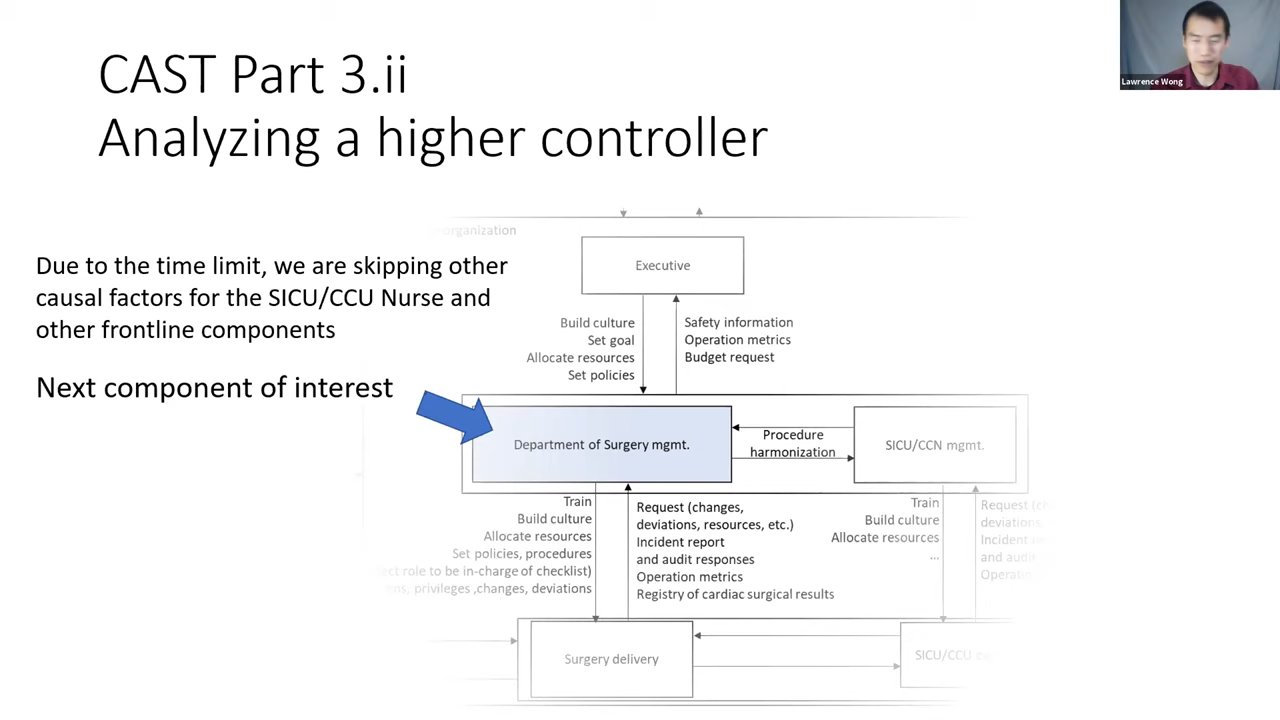 CAST Part 3.ii
Analyzing a higher controller
Lawrence Wong
Due to the time limit, we are skipping other
causal factors for the SICU/CCU Nurse and
other frontline components
Next component of interest
organization
Executive
Build culture
Set goal
Allocate resources
Set policies
Safety information
Operation metrics
Budget request
Department of Surgery mgmt.
Procedure
harmonization
SICU/CCN mgmt.
Train
Build culture
Allocate resources
Set policies, procedures
role to be in-charge of checklist)
privileges ,changes, deviations
Request (changes,
deviations, resources, etc.)
Incident report
and audit responses
Operation metrics
Registry of cardiac surgical results
Train
Build culture
Allocate resources
...
Request
deviations,
Incident
and audit
Surgery delivery
SICU/CCU